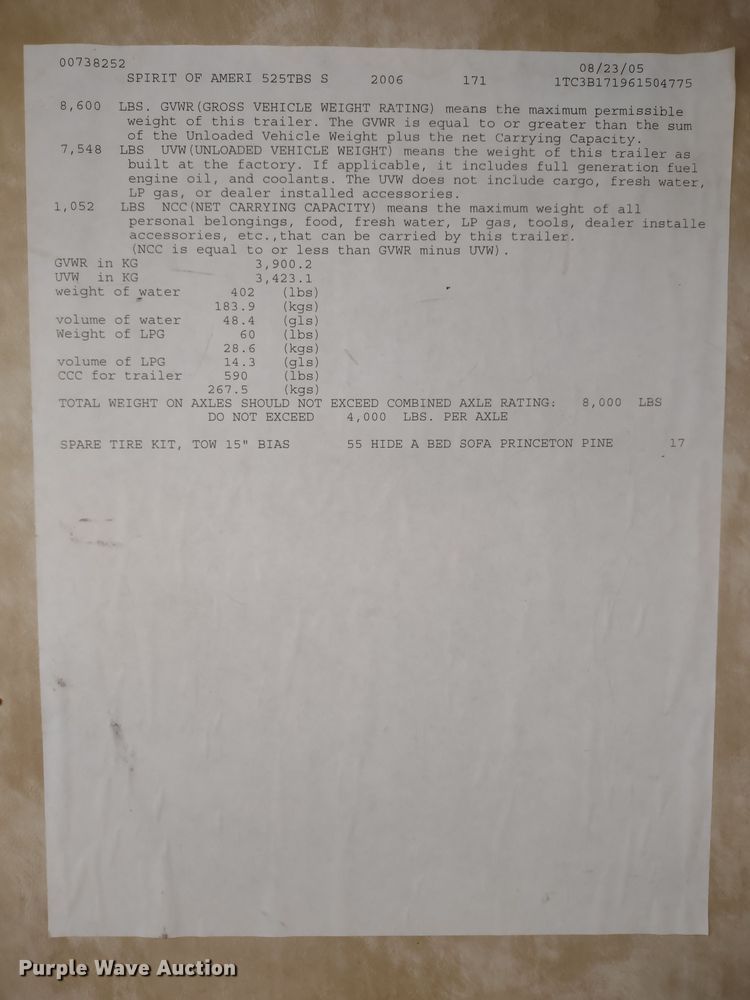 00738252 08/23/05
SPIRIT OF AMERI 525TBS S 2006 171 1TC3B171961504775
8,600 LBS. GVWR(GROSS VEHICLE WEIGHT RATING) means the maximum permissible
weight of this trailer. The GVWR is equal to or greater than the sum
of the Unloaded Vehicle Weight plus the net Carrying Capacity.
7,548 LBS UVW(UNLOADED VEHICLE WEIGHT) means the weight of this trailer as
built at the factory. If applicable, it includes full generation fuel
engine oil, and coolants. The UVW does not include cargo, fresh water,
LP gas, or dealer installed accessories.
1,052 LBS NCC(NET CARRYING CAPACITY) means the maximum weight of all
personal belongings, food, fresh water, LP gas, tools, dealer installe
accessories, etc.,that can be carried by this trailer.
(NCC is equal to or less than GVWR minus UVW).
GVWR in KG 3,900.2
UVW in KG 3,423.1
weight of water 402 (lbs)
183.9 (kgs)
volume of water 48.4 (gls)
Weight of LPG 60 (lbs)
28.6 (kgs)
volume of LPG 14.3 (gls)
CCC for trailer 590 (lbs)
267.5 (kgs)
TOTAL WEIGHT ON AXLES SHOULD NOT EXCEED COMBINED AXLE RATING: 8,000 LBS
DO NOT EXCEED 4,000 LBS. PER AXLE
SPARE TIRE KIT, TOW 15" BIAS 55 HIDE A BED SOFA PRINCETON PINE 17
Purple Wave Auction